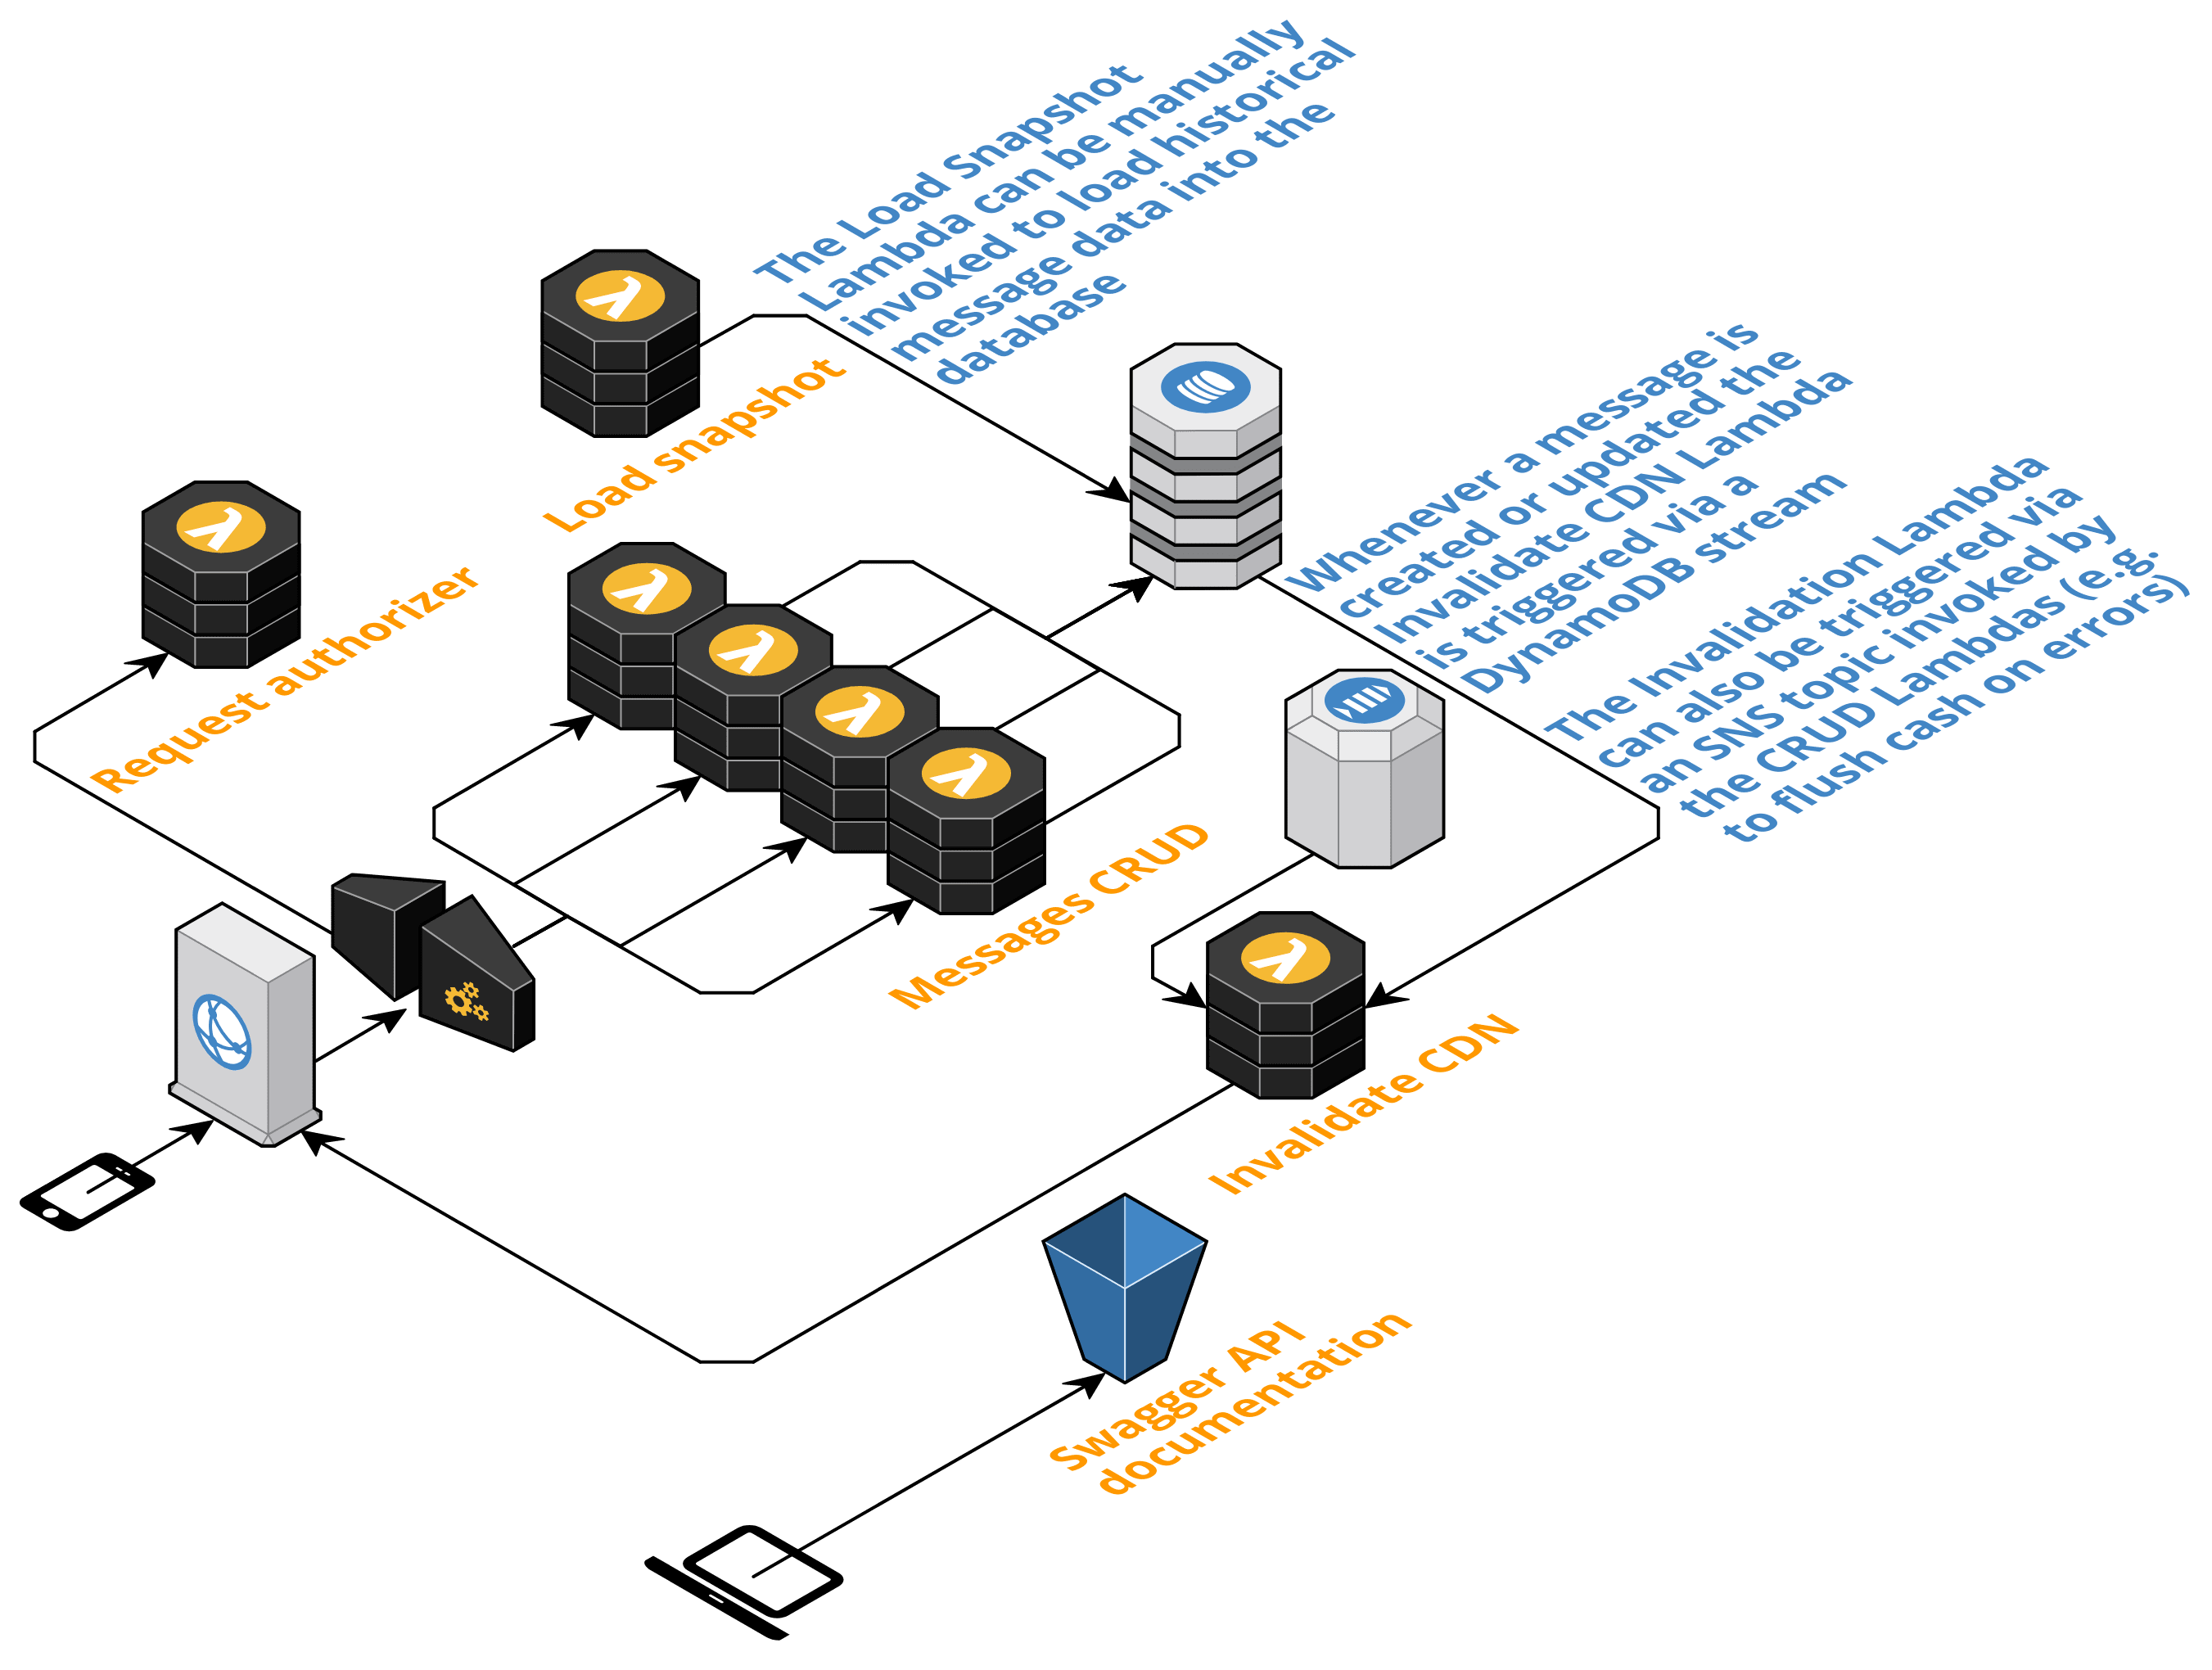 The Load Snapshot
Lambda can be manually
invoked to load historical
message data into the
database
Load snapshot
Request authorizer
Whenever a message is
created or updated the
Invalidate CDN Lambda
is triggered via a
DynamoDB stream
The invalidation Lambda
can also be triggered via
an SNS topic invoked by
the CRUD Lambdas (e.g.
to flush cash on errors)
Messages CRUD
Invalidate CDN
Swagger API
documentation